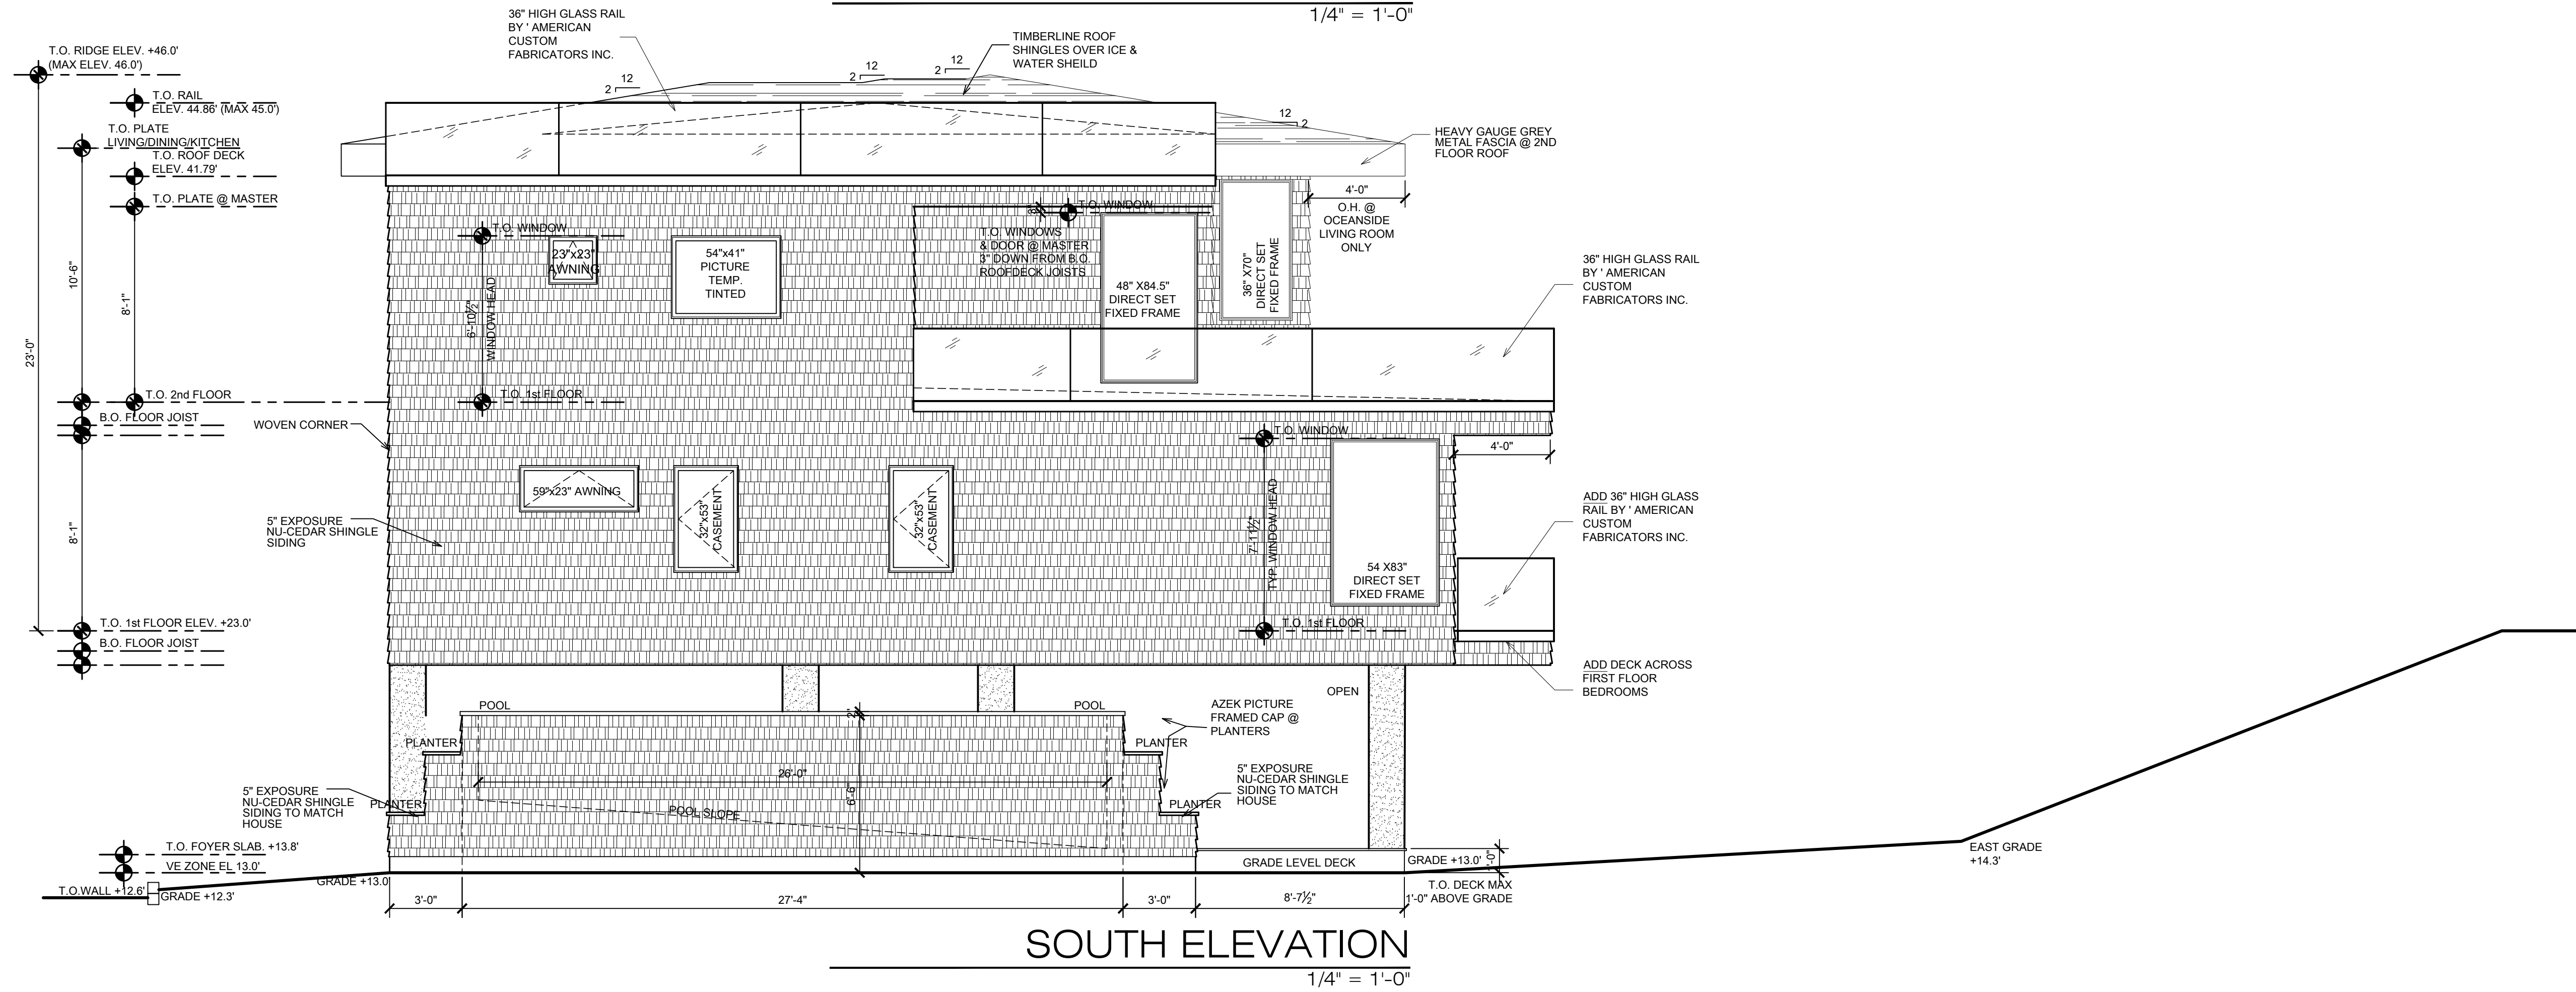 1/4" = 1'-0"
36" HIGH GLASS RAIL
BY ' AMERICAN
CUSTOM
FABRICATORS INC.
TIMBERLINE ROOF
SHINGLES OVER ICE &
WATER SHEILD
T.O. RIDGE ELEV. +46.0'
(MAX ELEV. 46.0')
T.O. RAIL
ELEV. 44.86' (MAX 45.0')
T.O. PLATE
LIVING/DINING/KITCHEN
T.O. ROOF DECK
ELEV. 41.79'
T.O. PLATE @ MASTER
12
2
12
2
12
2
12
2
HEAVY GAUGE GREY
METAL FASCIA @ 2ND
FLOOR ROOF
4'-0"
O.H. @
OCEANSIDE
LIVING ROOM
ONLY
T.O. WINDOW
23"x23"
AWNING
54"x41"
PICTURE
TEMP.
TINTED
8"
T.O. WINDOW
T.O. WINDOWS
& DOOR @ MASTER
3" DOWN FROM B.O.
ROOFDECK JOISTS
48" X84.5"
DIRECT SET
FIXED FRAME
36" X70"
DIRECT SET
FIXED FRAME
36" HIGH GLASS RAIL
BY ' AMERICAN
CUSTOM
FABRICATORS INC.
23'-0"
10'-6"
8'-1"
6'-10½"
WINDOW HEAD
T.O. 2nd FLOOR
T.O. 1st FLOOR
B.O. FLOOR JOIST
WOVEN CORNER
T.O. WINDOW
4'-0"
59"x23" AWNING
32"x53"
CASEMENT
32"x53"
CASEMENT
7'-11½"
TYP. WINDOW HEAD
54 X83"
DIRECT SET
FIXED FRAME
ADD 36" HIGH GLASS
RAIL BY ' AMERICAN
CUSTOM
FABRICATORS INC.
5" EXPOSURE
NU-CEDAR SHINGLE
SIDING
8'-1"
T.O. 1st FLOOR ELEV. +23.0'
T.O. 1st FLOOR
B.O. FLOOR JOIST
ADD DECK ACROSS
FIRST FLOOR
BEDROOMS
POOL
POOL
OPEN
2"
AZEK PICTURE
FRAMED CAP @
PLANTERS
PLANTER
PLANTER
26'-0"
6'-6"
5" EXPOSURE
NU-CEDAR SHINGLE
SIDING TO MATCH
HOUSE
PLANTER
POOL SLOPE
PLANTER
5" EXPOSURE
NU-CEDAR SHINGLE
SIDING TO MATCH
HOUSE
T.O. FOYER SLAB. +13.8'
VE ZONE EL 13.0'
T.O.WALL +12.6'
GRADE +12.3'
GRADE +13.0'
GRADE LEVEL DECK
GRADE +13.0'
1'-0"
T.O. DECK MAX
1'-0" ABOVE GRADE
EAST GRADE
+14.3'
3'-0"
27'-4"
3'-0"
8'-7½"
SOUTH ELEVATION
1/4" = 1'-0"